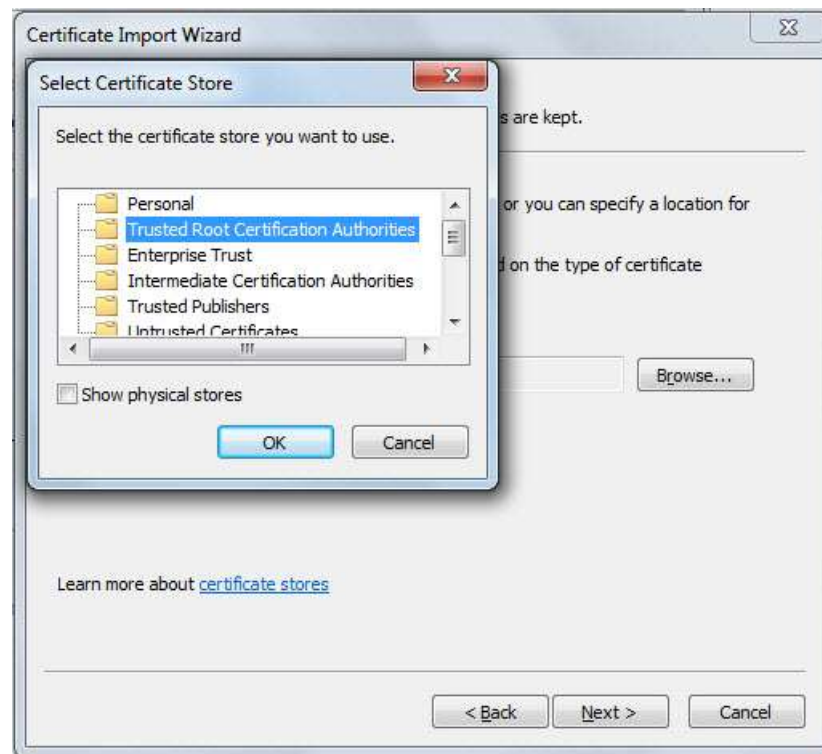 Certificate Import Wizard
Select Certificate Store
s are kept.
Select the certificate store you want to use.
Personal
or you can specify a location for
Trusted Root Certification Authorities
Enterprise Trust
on the type of certificate
Intermediate Certification Authorities
Trusted Publishers
Untrusted Certificates
Browse...
Show physical stores
OK Cancel
Learn more about certificate stores
< Back Next > Cancel